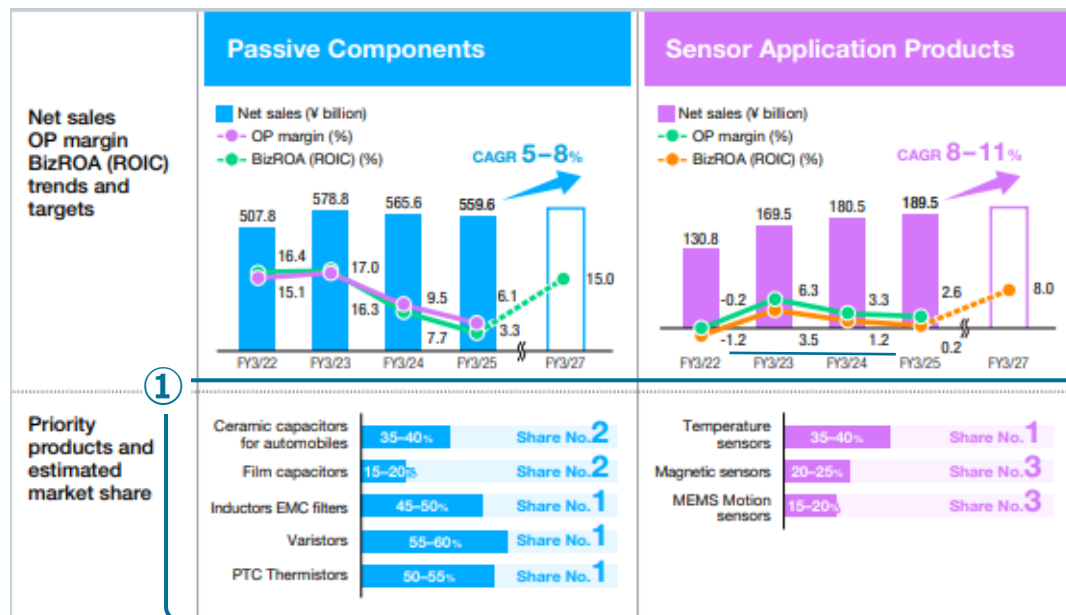 Passive Components
Sensor Application Products
Net sales
OP margin
BizROA (ROIC)
trends and
targets
Net sales (¥ billion)
OP margin (%)
BizROA (ROIC) (%)
CAGR 5–8%
507.8
578.8
565.6
559.6
16.4
15.1
17.0
16.3
9.5
7.7
6.1
3.3
15.0
FY3/22 FY3/23 FY3/24 FY3/25 FY3/27
Net sales (¥ billion)
OP margin (%)
BizROA (ROIC) (%)
CAGR 8–11%
130.8
169.5
180.5
189.5
-0.2
-1.2
6.3
3.5
3.3
1.2
2.6
0.2
8.0
FY3/22 FY3/23 FY3/24 FY3/25 FY3/27
①
Priority
products and
estimated
market share
Ceramic capacitors
for automobiles
35–40%
Share No.2
Film capacitors
15–20%
Share No.2
Inductors EMC filters
45–50%
Share No.1
Varistors
55–60%
Share No.1
PTC Thermistors
50–55%
Share No.1
Temperature
sensors
35–40%
Share No.1
Magnetic sensors
20–25%
Share No.3
MEMS Motion
sensors
15–20%
Share No.3